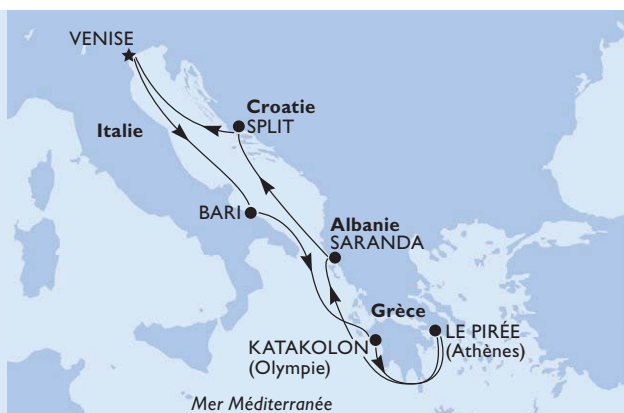 VENISE
Croatie
SPLIT
Italie
BARI
Albanie
SARANDA
Grèce
LE PIRÉE
(Athènes)
KATAKOLON
(Olympie)
Mer Méditerranée